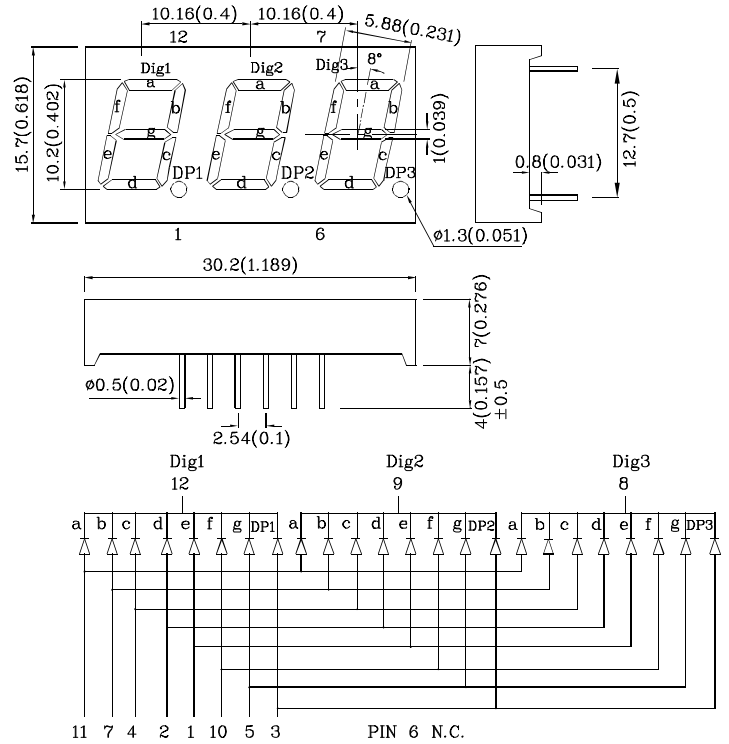 10.16(0.4) 10.16(0.4) 5.88(0.231)
12 7
8°
Dig1 Dig2 Dig3
a a a
f b f b f b
g g g
e c e c e c
d d d
DP1 DP2 DP3
15.7(0.618)
10.2(0.402)
1(0.039)
0.8(0.031)
12.7(0.5)
1 6
ø1.3(0.051)
30.2(1.189)
7(0.276)
ø0.5(0.02)
4(0.157)
±0.5
2.54(0.1)
Dig1 Dig2 Dig3
12 9 8
a b c d e f g DP1 a b c d e f g DP2 a b c d e f g DP3
11 7 4 2 1 10 5 3 PIN 6 N.C.